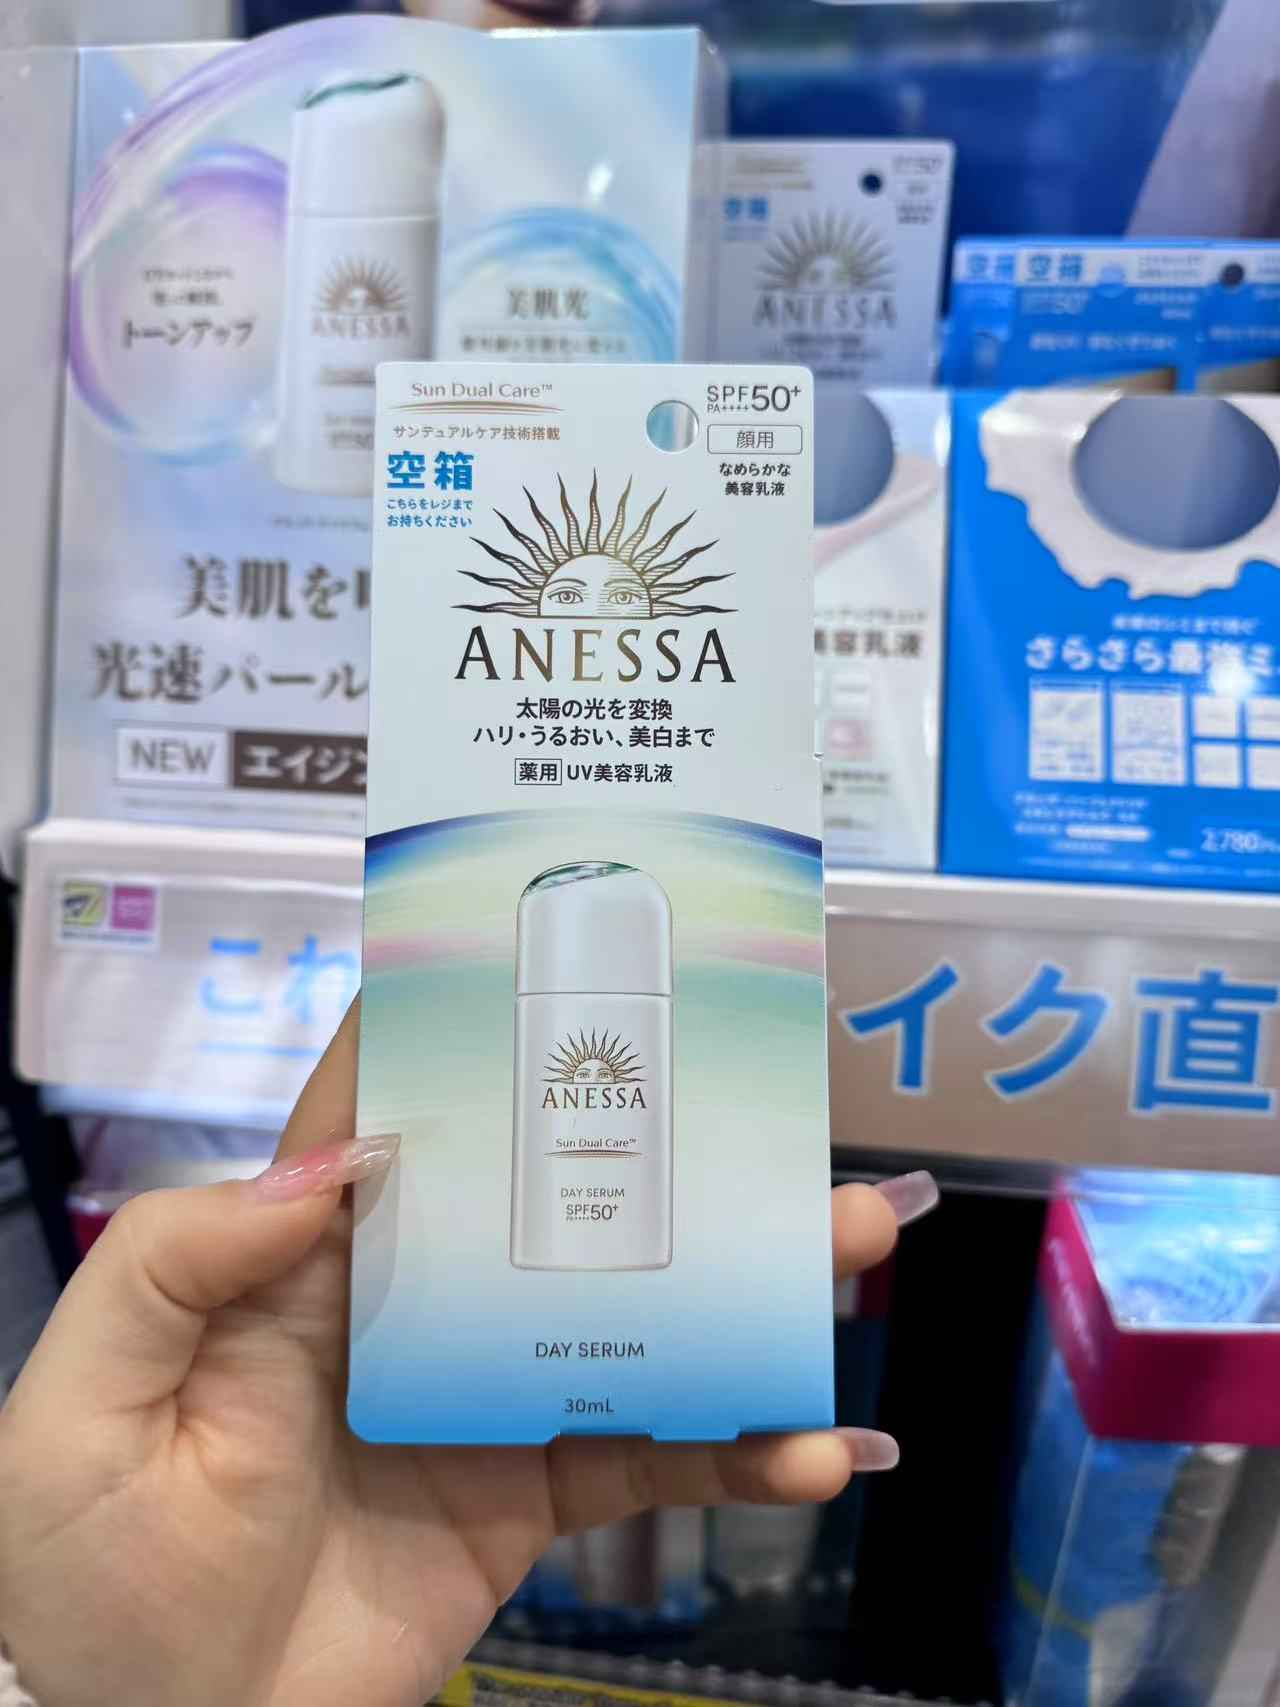 Sun Dual Care™
サンデュアルケア技術搭載
空箱
こちらをレジまで
お持ちください
SPF50+
PA++++
顔用
なめらかな
美容乳液
ANESSA
太陽の光を変換
ハリ・うるおい、美白まで
薬用 UV美容乳液
ANESSA
Sun Dual Care™
DAY SERUM
SPF50+
PA++++
DAY SERUM
30mL
トーンアップ
ANESSA
美肌光
美肌を
光速パール
NEW エイジン
空箱
ANESSA
空箱
空箱
美容乳液
さらさら最強ミ
2,780
これ
イク直